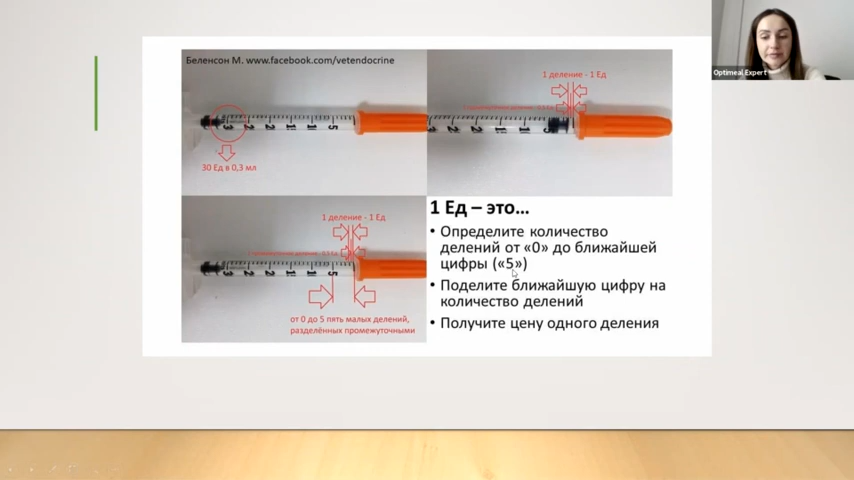 Беленсон М. www.facebook.com/vetendocrine
30 Ед в 0,3 мл
1 деление - 1 Ед
1 деление - 1 Ед
от 0 до 5 пять малых делений,
разделённых промежуточными
1 Ед – это...
• Определите количество
делений от «0» до ближайшей
цифры («5»)
• Поделите ближайшую цифру на
количество делений
• Получите цену одного деления
Optimeal Expert